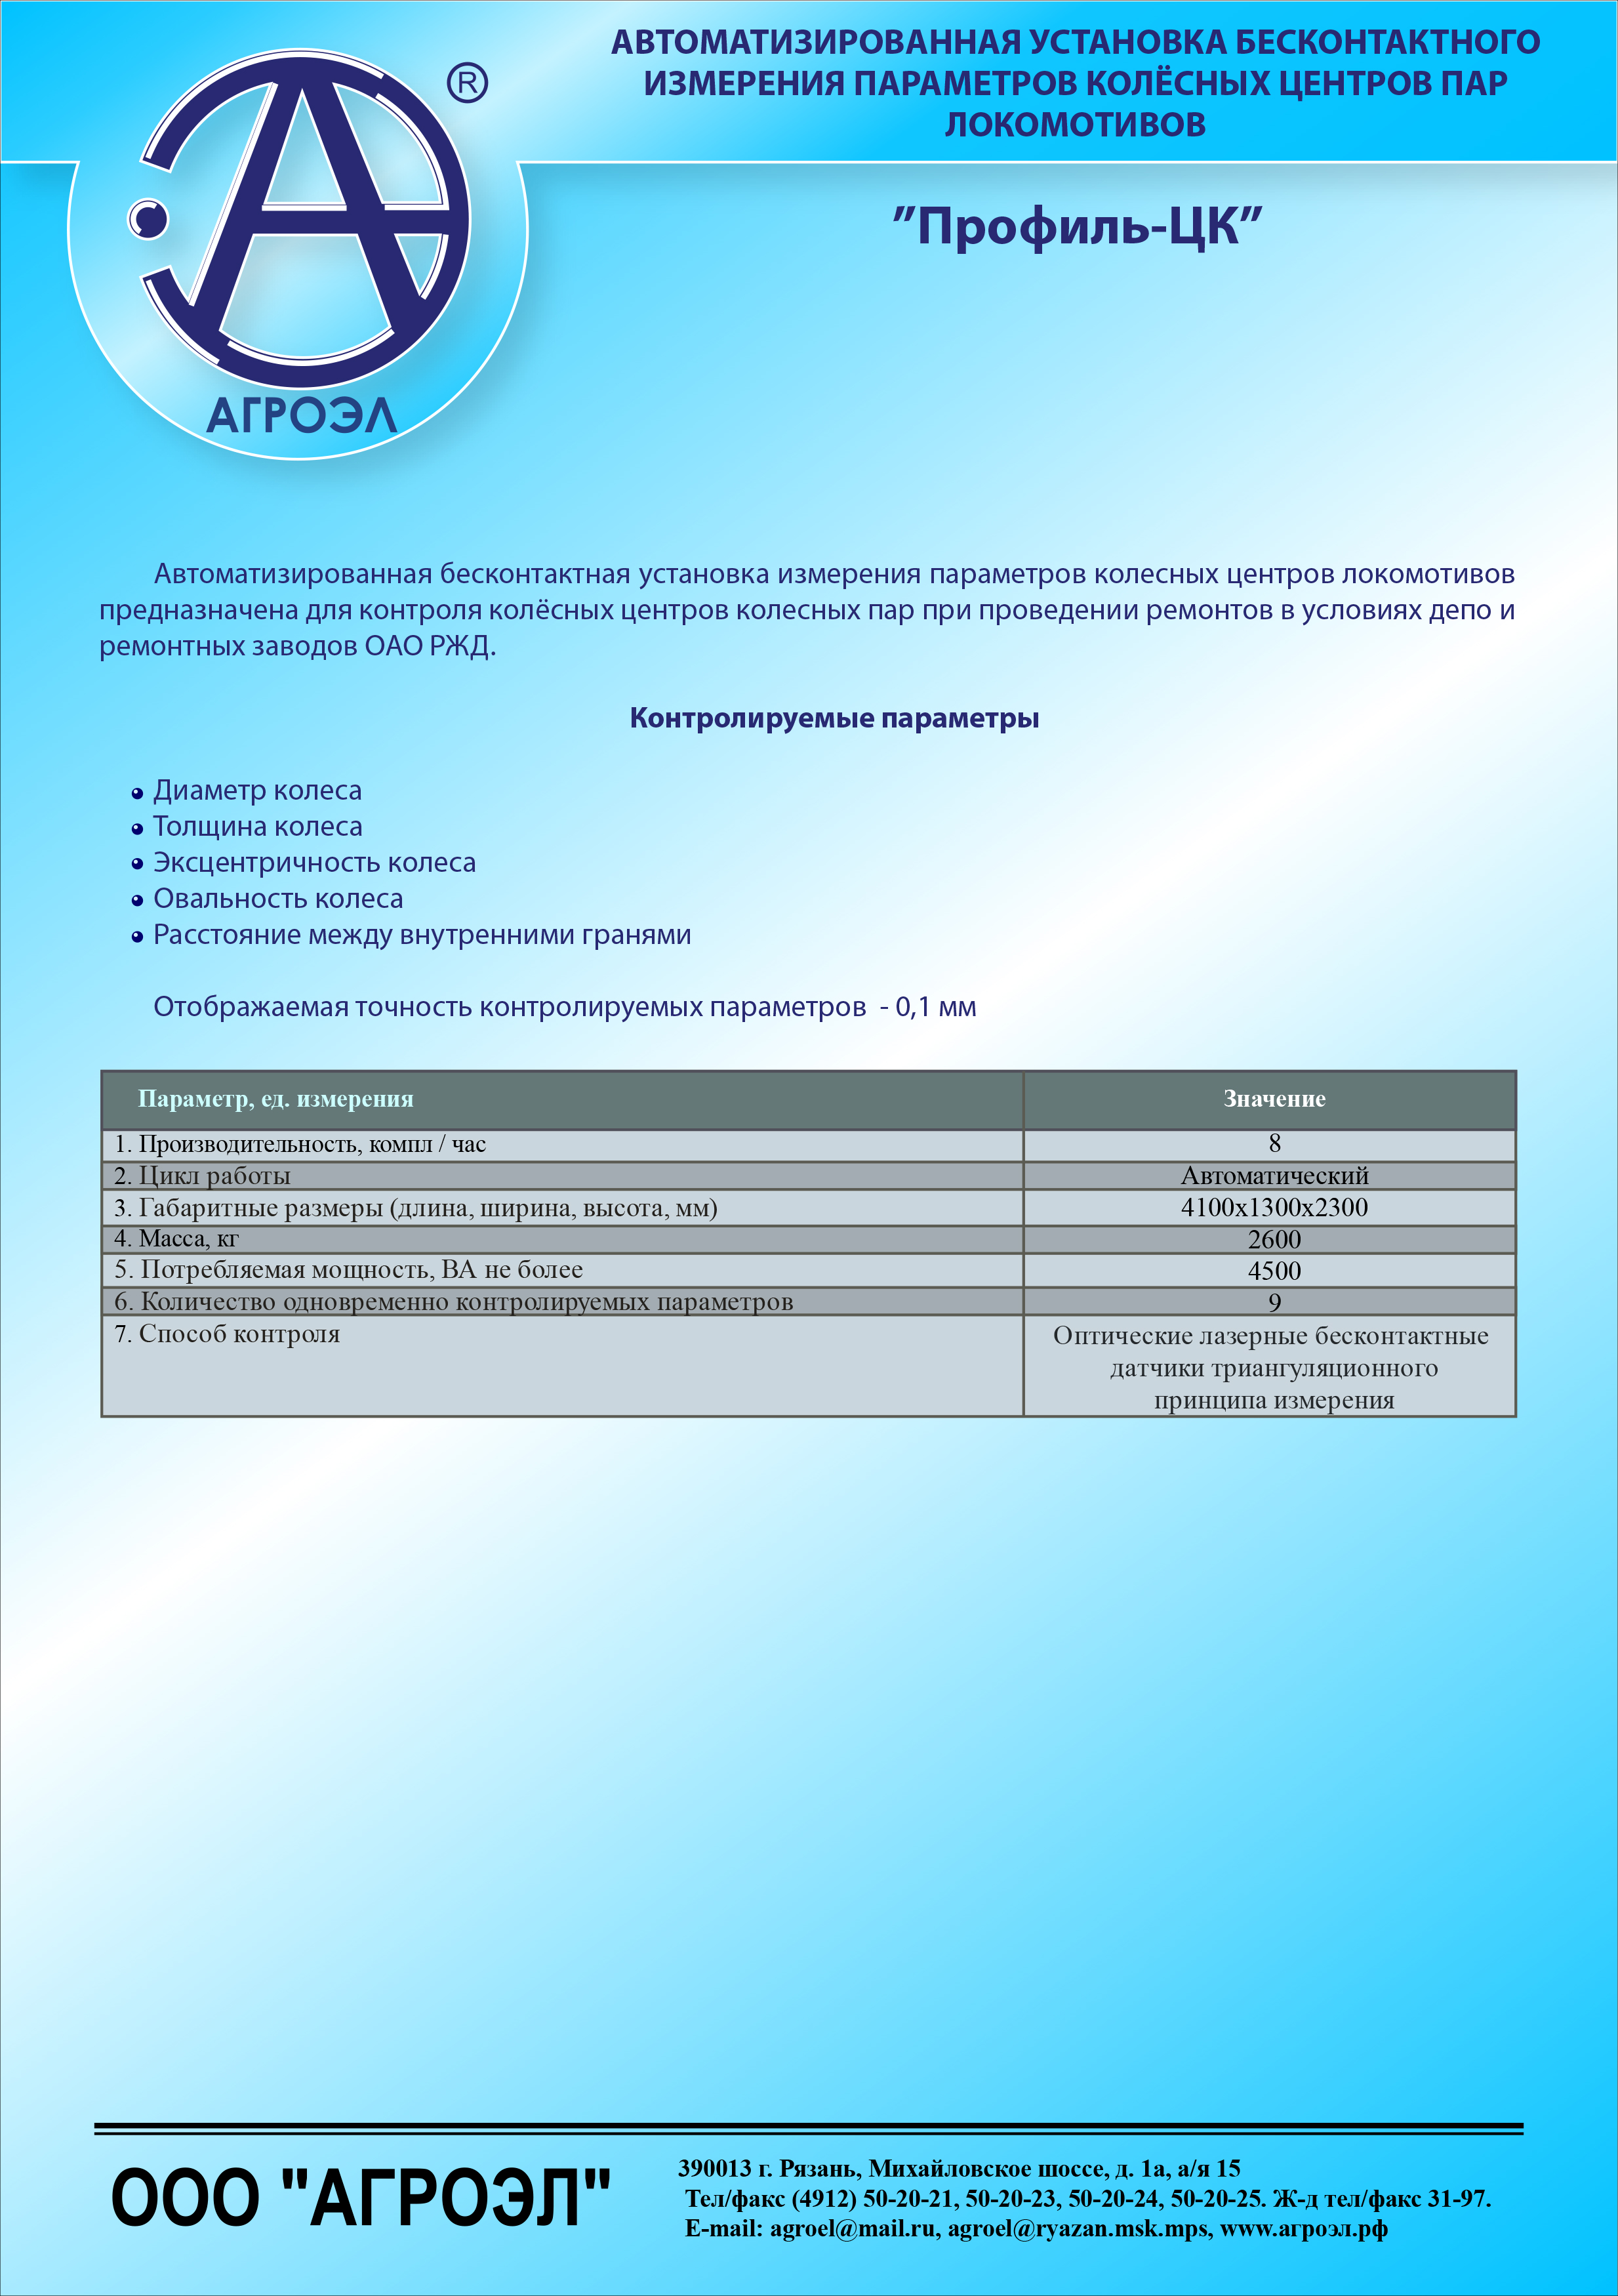 АВТОМАТИЗИРОВАННАЯ УСТАНОВКА БЕСКОНТАКТНОГО
ИЗМЕРЕНИЯ ПАРАМЕТРОВ КОЛЁСНЫХ ЦЕНТРОВ ПАР
ЛОКОМОТИВОВ
®
АГРОЭЛ
”Профиль-ЦК”
Автоматизированная бесконтактная установка измерения параметров колесных центров локомотивов
предназначена для контроля колёсных центров колесных пар при проведении ремонтов в условиях депо и
ремонтных заводов ОАО РЖД.
Контролируемые параметры
Диаметр колеса
Толщина колеса
Эксцентричность колеса
Овальность колеса
Расстояние между внутренними гранями
Отображаемая точность контролируемых параметров - 0,1 мм
Параметр, ед. измерения Значение
1. Производительность, компл / час 8
2. Цикл работы Автоматический
3. Габаритные размеры (длина, ширина, высота, мм) 4100х1300х2300
4. Масса, кг 2600
5. Потребляемая мощность, ВА не более 4500
6. Количество одновременно контролируемых параметров 9
7. Способ контроля Оптические лазерные бесконтактные
датчики триангуляционного
принципа измерения
ООО "АГРОЭЛ"
390013 г. Рязань, Михайловское шоссе, д. 1а, а/я 15
Тел/факс (4912) 50-20-21, 50-20-23, 50-20-24, 50-20-25. Ж-д тел/факс 31-97.
E-mail: agroel@mail.ru, agroel@ryazan.msk.mps, www.агроэл.рф